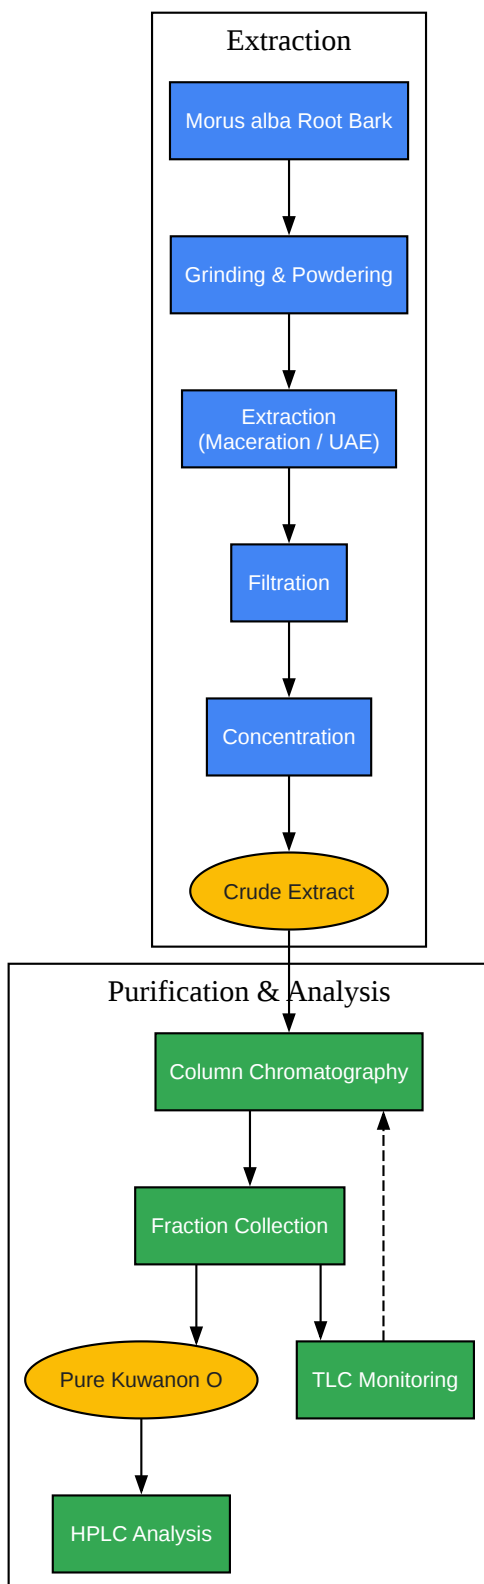 Extraction
Morus alba Root Bark
Grinding & Powdering
Extraction
(Maceration / UAE)
Filtration
Concentration
Crude Extract
Purification & Analysis
Column Chromatography
Fraction Collection
Pure Kuwanon O
TLC Monitoring
HPLC Analysis